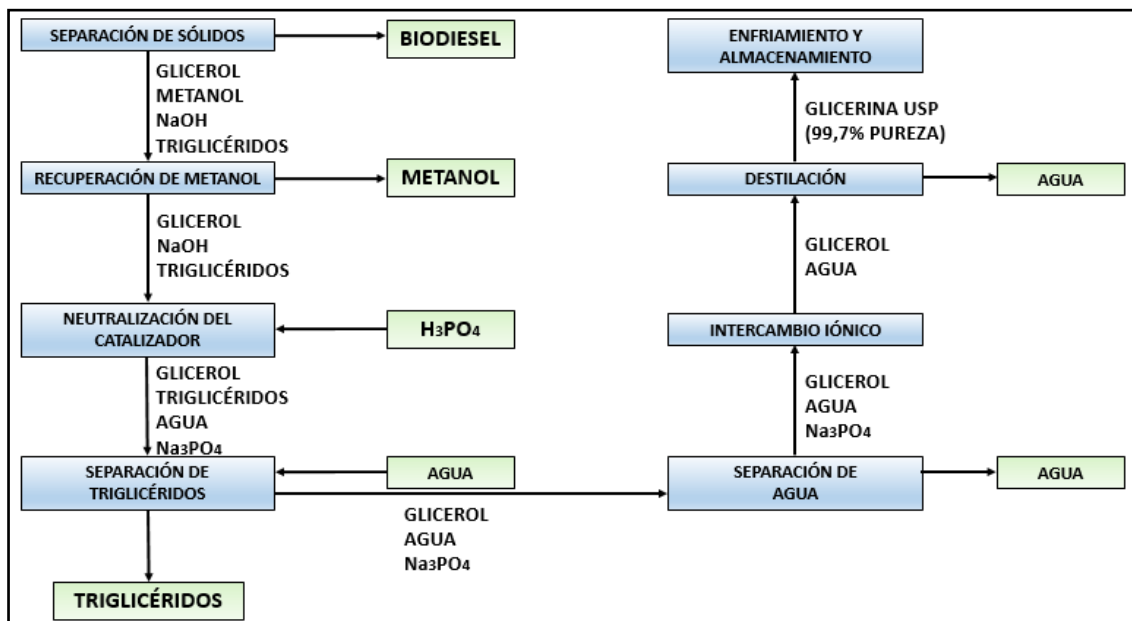 SEPARACIÓN DE SÓLIDOS
BIODIESEL
GLICEROL
METANOL
NaOH
TRIGLICÉRIDOS
RECUPERACIÓN DE METANOL
METANOL
GLICEROL
NaOH
TRIGLICÉRIDOS
NEUTRALIZACIÓN DEL
CATALIZADOR
H₃PO₄
GLICEROL
TRIGLICÉRIDOS
AGUA
Na₃PO₄
SEPARACIÓN DE
TRIGLICÉRIDOS
AGUA
TRIGLICÉRIDOS
GLICEROL
AGUA
Na₃PO₄
SEPARACIÓN DE
AGUA
AGUA
GLICEROL
AGUA
Na₃PO₄
INTERCAMBIO IÓNICO
GLICEROL
AGUA
DESTILACIÓN
AGUA
GLICERINA USP
(99,7% PUREZA)
ENFRIAMIENTO Y
ALMACENAMIENTO